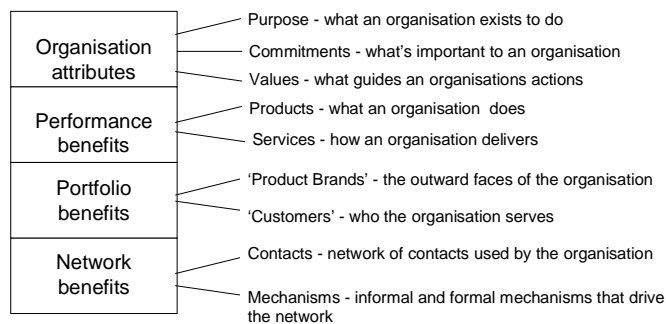 Organisation
attributes
Purpose - what an organisation exists to do
Commitments - what's important to an organisation
Values - what guides an organisations actions
Performance
benefits
Products - what an organisation  does
Services - how an organisation delivers
Portfolio
benefits
‘Product Brands’ - the outward faces of the organisation
‘Customers’ - who the organisation serves
Network
benefits
Contacts - network of contacts used by the organisation
Mechanisms - informal and formal mechanisms that drive
the network